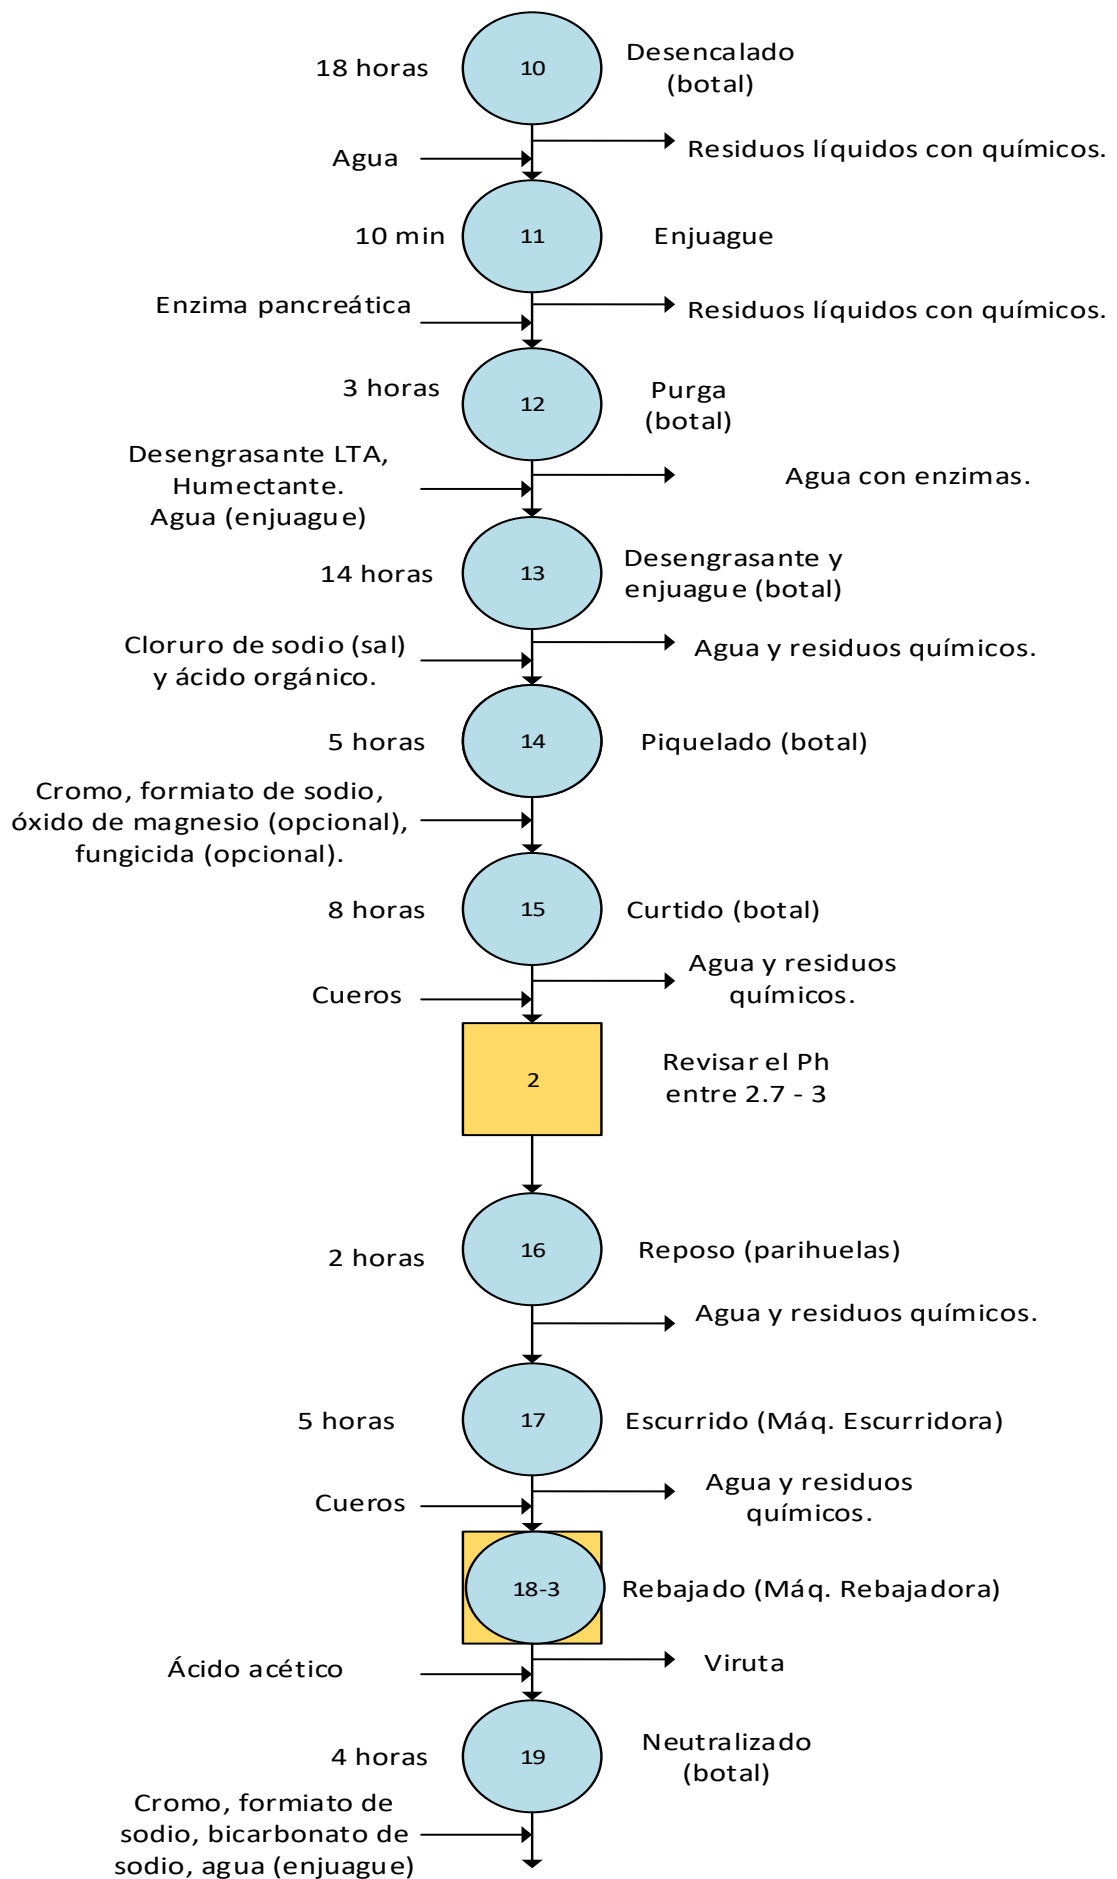 18 horas
10
Desencalado
(botal)
Agua
Residuos líquidos con químicos.
10 min
11
Enjuague
Enzima pancreática
Residuos líquidos con químicos.
3 horas
12
Purga
(botal)
Desengrasante LTA,
Humectante.
Agua (enjuague)
Agua con enzimas.
14 horas
13
Desengrasante y
enjuague (botal)
Cloruro de sodio (sal)
y ácido orgánico.
Agua y residuos químicos.
5 horas
14
Piquelado (botal)
Cromo, formiato de sodio,
óxido de magnesio (opcional),
fungicida (opcional).
8 horas
15
Curtido (botal)
Cueros
Agua y residuos
químicos.
2
Revisar el Ph
entre 2.7 - 3
2 horas
16
Reposo (parihuelas)
Agua y residuos químicos.
5 horas
17
Escurrido (Máq. Escurridora)
Cueros
Agua y residuos
químicos.
18-3
Rebajado (Máq. Rebajadora)
Ácido acético
Viruta
4 horas
19
Neutralizado
(botal)
Cromo, formiato de
sodio, bicarbonato de
sodio, agua (enjuague)